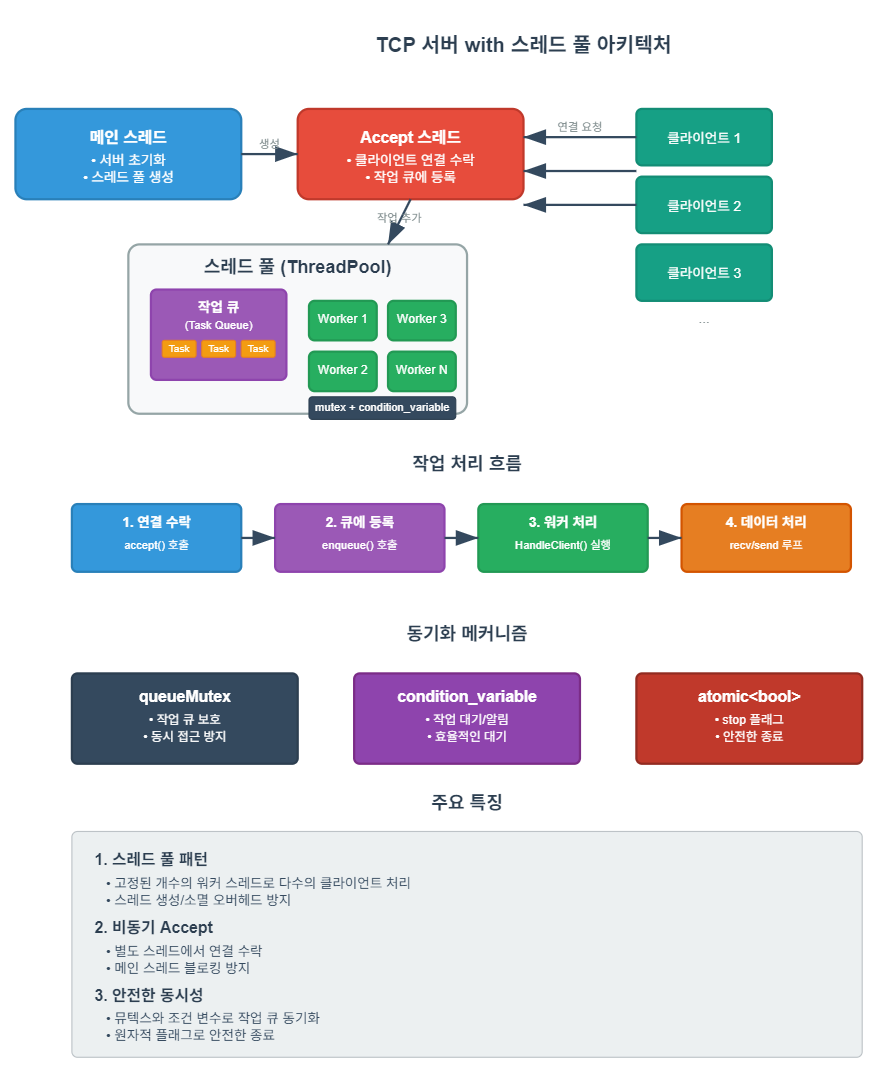 TCP 서버 with 스레드 풀 아키텍처
메인 스레드
• 서버 초기화
• 스레드 풀 생성
생성
Accept 스레드
• 클라이언트 연결 수락
• 작업 큐에 등록
연결 요청
클라이언트 1
클라이언트 2
클라이언트 3
...
작업 추가
스레드 풀 (ThreadPool)
작업 큐
(Task Queue)
Task Task Task
Worker 1
Worker 3
Worker 2
Worker N
mutex + condition_variable
작업 처리 흐름
1. 연결 수락
accept() 호출
2. 큐에 등록
enqueue() 호출
3. 워커 처리
HandleClient() 실행
4. 데이터 처리
recv/send 루프
동기화 메커니즘
queueMutex
• 작업 큐 보호
• 동시 접근 방지
condition_variable
• 작업 대기/알림
• 효율적인 대기
atomic<bool>
• stop 플래그
• 안전한 종료
주요 특징
1. 스레드 풀 패턴
• 고정된 개수의 워커 스레드로 다수의 클라이언트 처리
• 스레드 생성/소멸 오버헤드 방지
2. 비동기 Accept
• 별도 스레드에서 연결 수락
• 메인 스레드 블로킹 방지
3. 안전한 동시성
• 뮤텍스와 조건 변수로 작업 큐 동기화
• 원자적 플래그로 안전한 종료